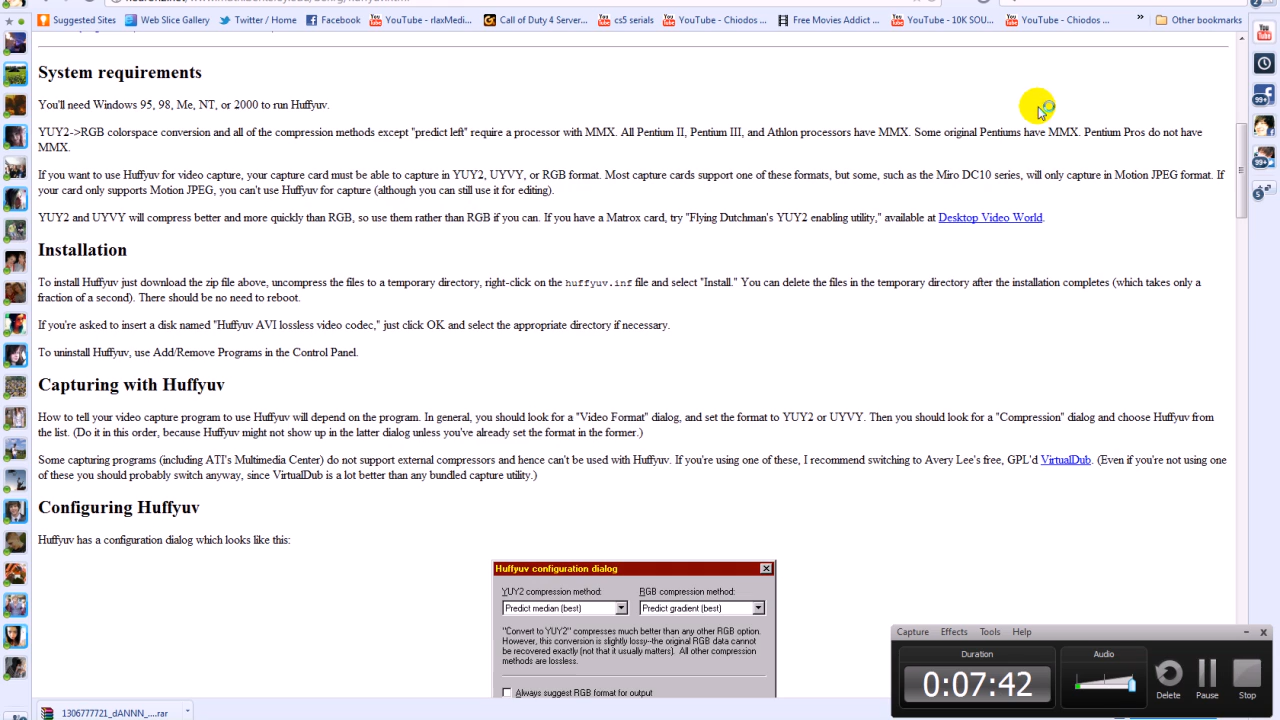 Suggested Sites
Web Slice Gallery
Twitter / Home
Facebook
YouTube - rlaxMedi...
Call of Duty 4 Server...
cs5 serials
YouTube - Chiodos ...
Free Movies Addict ...
YouTube - 10K SOU...
YouTube - Chiodos ...
»
Other bookmarks
System requirements
You'll need Windows 95, 98, Me, NT, or 2000 to run Huffyuv.
YUY2->RGB colorspace conversion and all of the compression methods except "predict left" require a processor with MMX. All Pentium II, Pentium III, and Athlon processors have MMX. Some original Pentiums have MMX. Pentium Pros do not have
MMX.
If you want to use Huffyuv for video capture, your capture card must be able to capture in YUY2, UYVY, or RGB format. Most capture cards support one of these formats, but some, such as the Miro DC10 series, will only capture in Motion JPEG format. If
your card only supports Motion JPEG, you can't use Huffyuv for capture (although you can still use it for editing).
YUY2 and UYVY will compress better and more quickly than RGB, so use them rather than RGB if you can. If you have a Matrox card, try "Flying Dutchman's YUY2 enabling utility," available at Desktop Video World.
Installation
To install Huffyuv just download the zip file above, uncompress the files to a temporary directory, right-click on the huffyuv.inf file and select "Install." You can delete the files in the temporary directory after the installation completes (which takes only a
fraction of a second). There should be no need to reboot.
If you're asked to insert a disk named "Huffyuv AVI lossless video codec," just click OK and select the appropriate directory if necessary.
To uninstall Huffyuv, use Add/Remove Programs in the Control Panel.
Capturing with Huffyuv
How to tell your video capture program to use Huffyuv will depend on the program. In general, you should look for a "Video Format" dialog, and set the format to YUY2 or UYVY. Then you should look for a "Compression" dialog and choose Huffyuv from
the list. (Do it in this order, because Huffyuv might not show up in the latter dialog unless you've already set the format in the former.)
Some capturing programs (including ATI's Multimedia Center) do not support external compressors and hence can't be used with Huffyuv. If you're using one of these, I recommend switching to Avery Lee's free, GPL'd VirtualDub. (Even if you're not using one
of these you should probably switch anyway, since VirtualDub is a lot better than any bundled capture utility.)
Configuring Huffyuv
Huffyuv has a configuration dialog which looks like this:
Huffyuv configuration dialog
YUY2 compression method:
RGB compression method:
Predict median (best)
Predict gradient (best)
"Convert to YUY2" compresses much better than any other RGB option.
However, this conversion is slightly lossy--the original RGB data cannot
be recovered exactly (not that it usually matters). All other compression
methods are lossless.
Always suggest RGB format for output
Capture Effects Tools Help
Duration
0:07:42
Audio
Delete
Pause
Stop
1306777721_dANNN_....rar
99+
99+
5